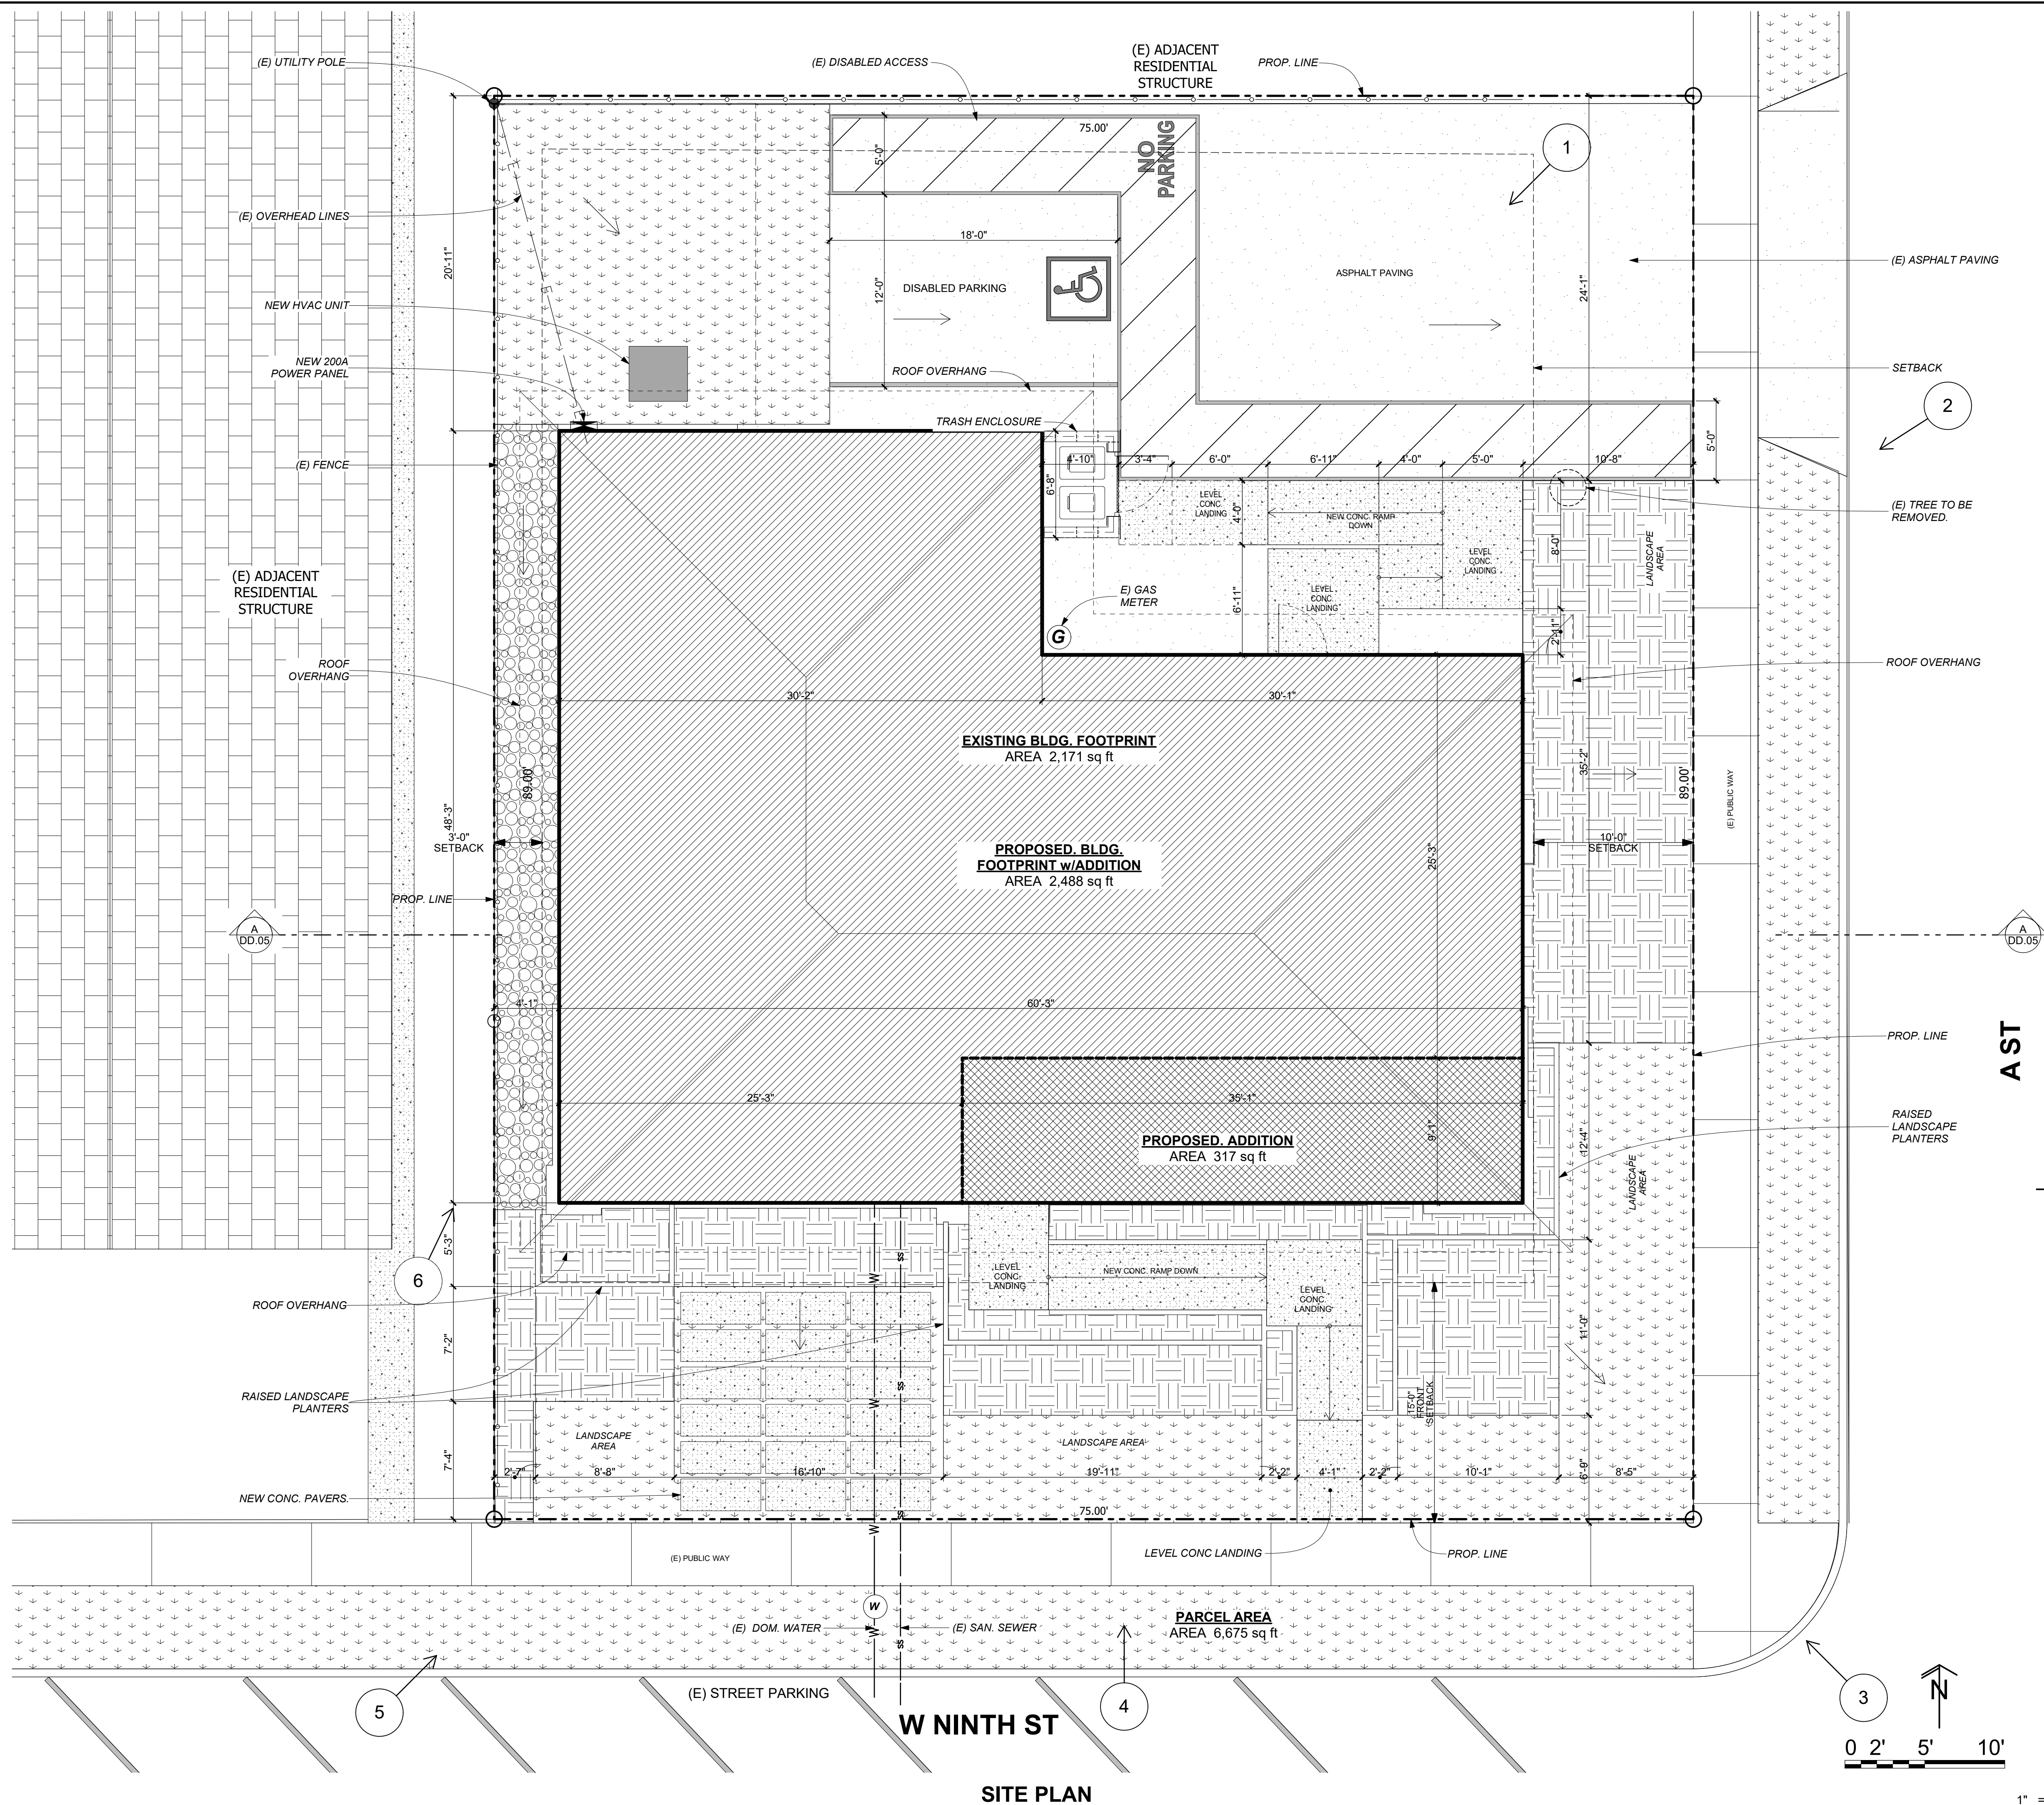 (E) UTILITY POLE
(E) DISABLED ACCESS
(E) ADJACENT
RESIDENTIAL
STRUCTURE
PROP. LINE
75.00'
NO
PARKING
1
5'-0"
(E) OVERHEAD LINES
20'-11"
18'-0"
12'-0"
DISABLED PARKING
ASPHALT PAVING
24'-1"
(E) ASPHALT PAVING
NEW HVAC UNIT
NEW 200A
POWER PANEL
ROOF OVERHANG
SETBACK
2
TRASH ENCLOSURE
5'-0"
(E) FENCE
4'-10"
3'-4"
6'-0"
6'-11"
4'-0"
5'-0"
10'-8"
6'-8"
LEVEL
CONC.
LANDING
4'-0"
NEW CONC. RAMP
DOWN
(E) TREE TO BE
REMOVED.
LEVEL
CONC.
LANDING
8'-0"
LANDSCAPE
AREA
(E) ADJACENT
RESIDENTIAL
STRUCTURE
E) GAS
METER
6'-11"
LEVEL
CONC.
LANDING
G
2'-11"
ROOF
OVERHANG
ROOF OVERHANG
30'-2"
30'-1"
EXISTING BLDG. FOOTPRINT
AREA 2,171 sq ft
35'-2"
89.00'
89.00'
(E) PUBLIC WAY
48'-3"
3'-0"
SETBACK
PROPOSED. BLDG.
FOOTPRINT w/ADDITION
AREA 2,488 sq ft
25'-3"
10'-0"
SETBACK
PROP. LINE
A
DD.05
A
DD.05
4'-1"
60'-3"
PROP. LINE
A ST
25'-3"
35'-1"
PROPOSED. ADDITION
AREA 317 sq ft
9'-1"
12'-4"
RAISED
LANDSCAPE
PLANTERS
LANDSCAPE
AREA
5'-3"
6
SS
W
LEVEL
CONC.
LANDING
NEW CONC. RAMP DOWN
LEVEL
CONC.
LANDING
ROOF OVERHANG
7'-2"
11'-0"
SS
W
RAISED LANDSCAPE
PLANTERS
15'-0"
FRONT
SETBACK
LANDSCAPE
AREA
LANDSCAPE AREA
7'-4"
2'-7"
8'-8"
16'-10"
19'-11"
2'-2"
4'-1"
2'-2"
10'-1"
6'-9"
8'-5"
NEW CONC. PAVERS.
SS
W
75.00'
(E) PUBLIC WAY
LEVEL CONC LANDING
PROP. LINE
W
(E) DOM. WATER
W
SS
(E) SAN. SEWER
PARCEL AREA
AREA 6,675 sq ft
5
(E) STREET PARKING
4
3
N
W NINTH ST
0 2' 5' 10'
SITE PLAN
1" =